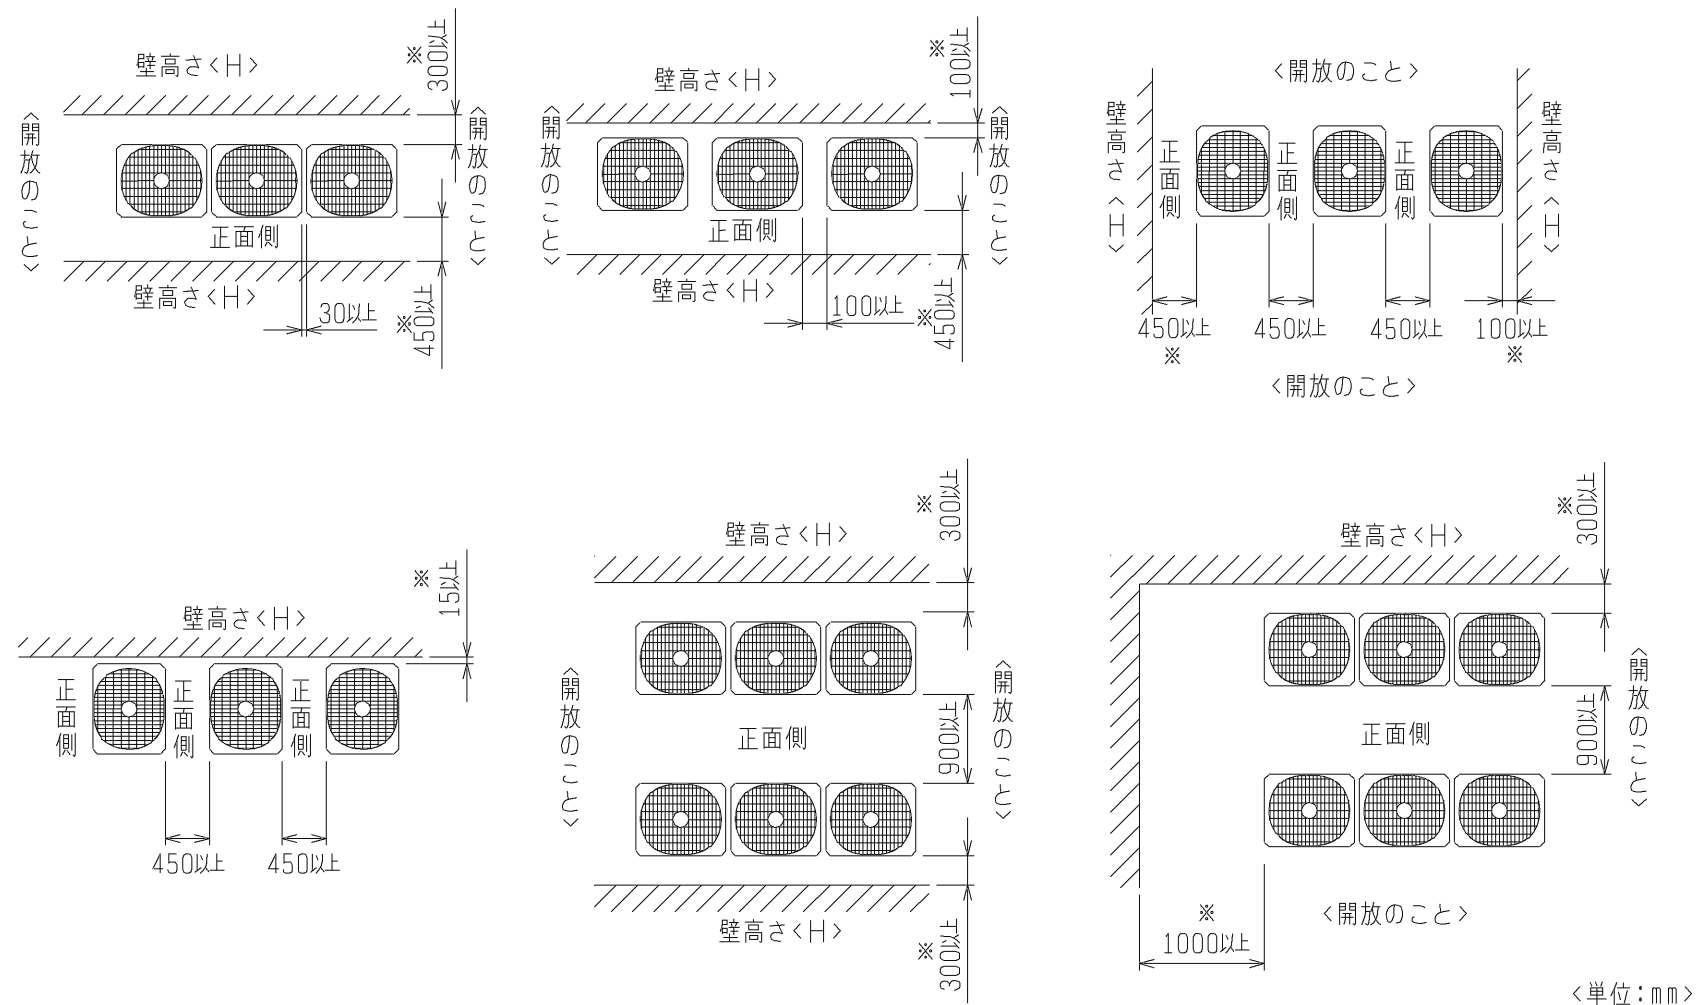 壁高さ<H>
※
300以上
<開放のこと>
<開放のこと>
正面側
壁高さ<H>
30以上
※
450以上
壁高さ<H>
※
100以上
<開放のこと>
<開放のこと>
正面側
壁高さ<H>
100以上
※
450以上
<開放のこと>
壁高さ<H>
正面側
正面側
正面側
壁高さ<H>
450以上
450以上
450以上
100以上
※
※
<開放のこと>
※
15以上
壁高さ<H>
正面側
正面側
正面側
450以上
450以上
※
300以上
壁高さ<H>
<開放のこと>
<開放のこと>
正面側
900以上
壁高さ<H>
※
300以上
※
300以上
壁高さ<H>
<開放のこと>
正面側
900以上
<開放のこと>
※
1000以上
<単位:mm>